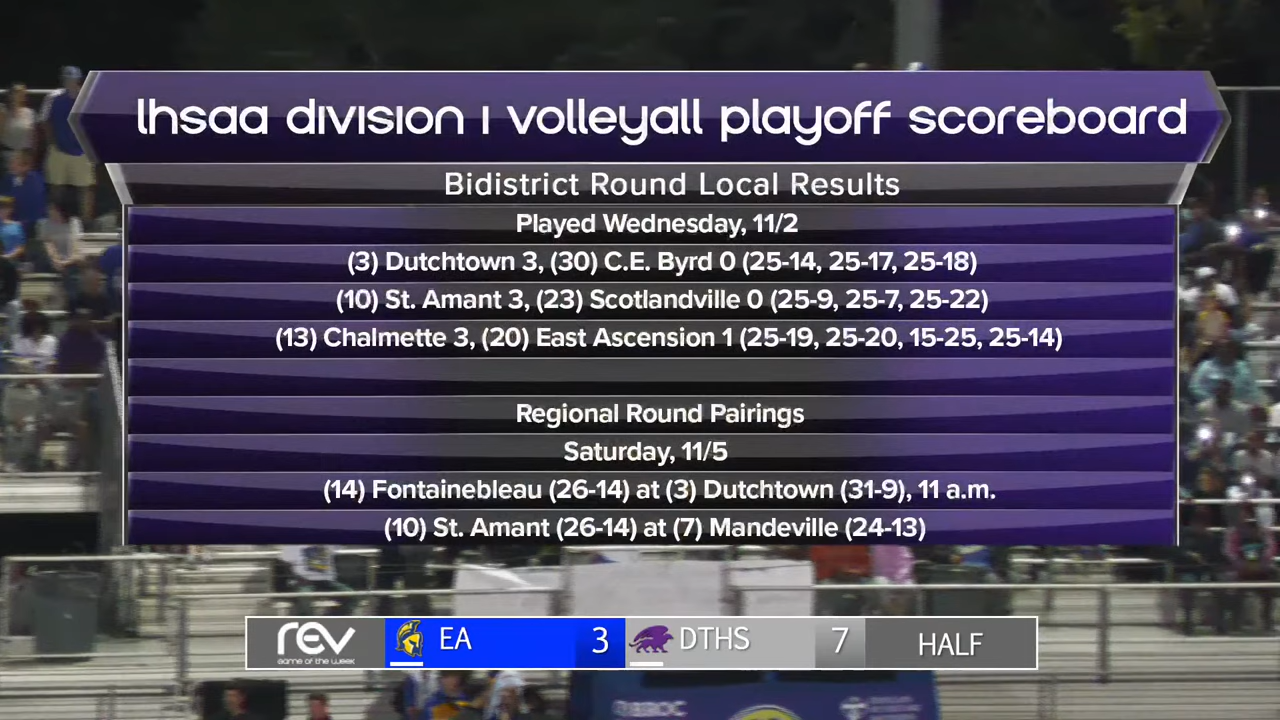 lhsaa division 1 volleyall playoff scoreboard
Bidistrict Round Local Results
Played Wednesday, 11/2
(3) Dutchtown 3, (30) C.E. Byrd 0 (25-14, 25-17, 25-18)
(10) St. Amant 3, (23) Scotlandville 0 (25-9, 25-7, 25-22)
(13) Chalmette 3, (20) East Ascension 1 (25-19, 25-20, 15-25, 25-14)
Regional Round Pairings
Saturday, 11/5
(14) Fontainebleau (26-14) at (3) Dutchtown (31-9), 11 a.m.
(10) St. Amant (26-14) at (7) Mandeville (24-13)
rev EA 3 DTHS 7 HALF
game of the week